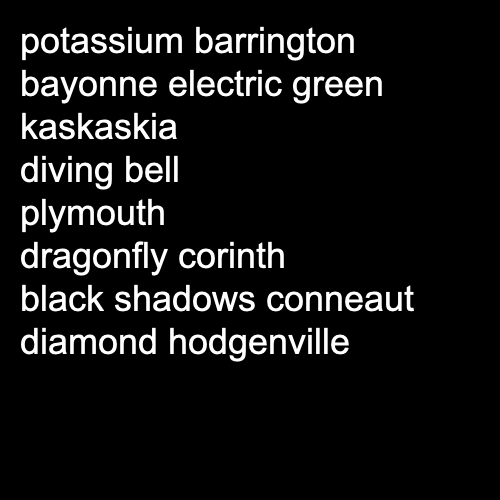 potassium barrington
bayonne electric green
kaskaskia
diving bell
plymouth
dragonfly corinth
black shadows conneaut
diamond hodgenville